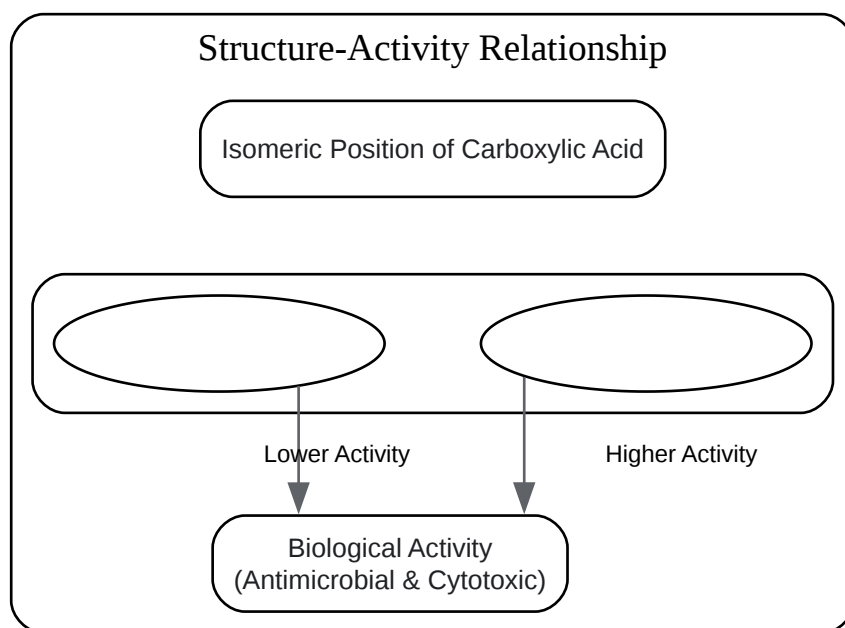 Structure-Activity Relationship
Isomeric Position of Carboxylic Acid
Lower Activity
Higher Activity
Biological Activity
(Antimicrobial & Cytotoxic)